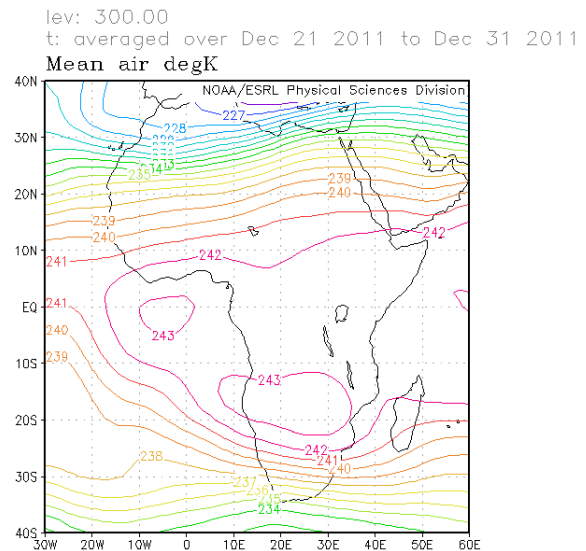 lev: 300.00
t: averaged over Dec 21 2011 to Dec 31 2011
Mean air degK
NOAA/ESRL Physical Sciences Division
40N
30N
20N
10N
EQ
10S
20S
30S
40S
30W 20W 10W 0 10E 20E 30E 40E 50E 60E
227
228
235
239
240
239
240
241
242
242
241
240
239
243
243
242
241
240
238
237
236
235
234